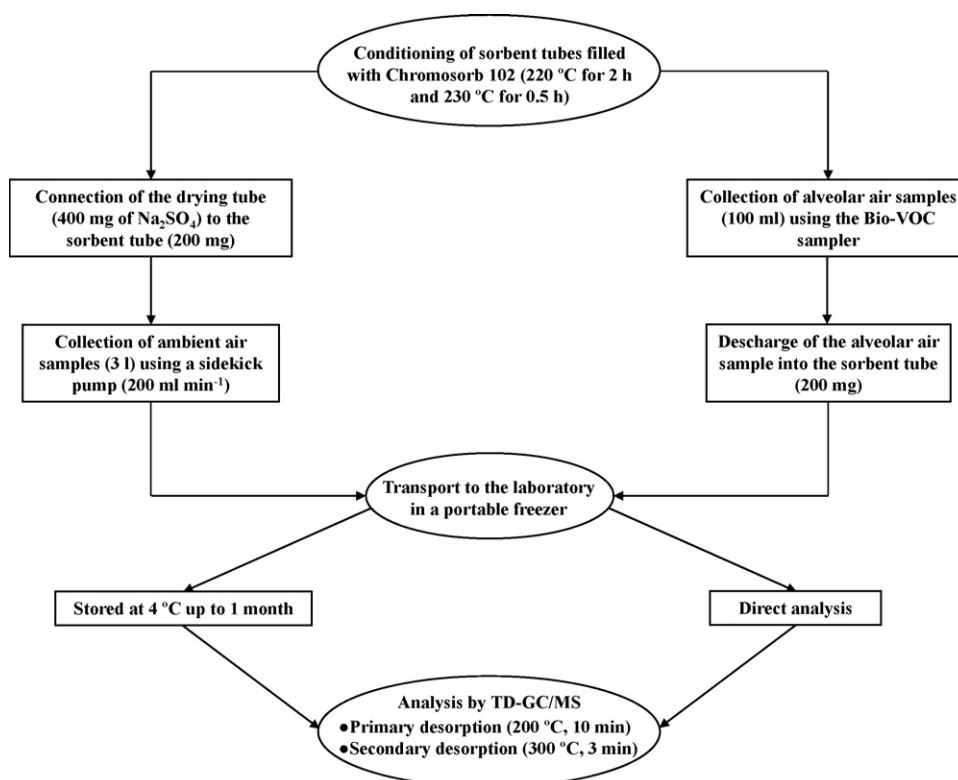 Conditioning of sorbent tubes filled
with Chromosorb 102 (220 °C for 2 h
and 230 °C for 0.5 h)
Connection of the drying tube
(400 mg of Na₂SO₄) to the
sorbent tube (200 mg)
Collection of alveolar air samples
(100 ml) using the Bio-VOC
sampler
Collection of ambient air
samples (3 l) using a sidekick
pump (200 ml min⁻¹)
Descharge of the alveolar air
sample into the sorbent tube
(200 mg)
Transport to the laboratory
in a portable freezer
Stored at 4 °C up to 1 month
Direct analysis
Analysis by TD-GC/MS
●Primary desorption (200 °C, 10 min)
●Secondary desorption (300 °C, 3 min)